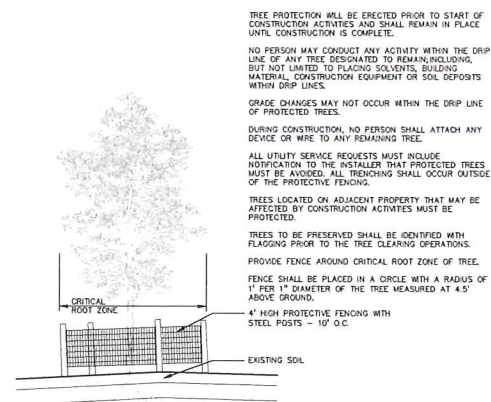 TREE PROTECTION WILL BE ERECTED PRIOR TO START OF
CONSTRUCTION ACTIVITIES AND SHALL REMAIN IN PLACE
UNTIL CONSTRUCTION IS COMPLETE.
NO PERSON MAY CONDUCT ANY ACTIVITY WITHIN THE DRIP
LINE OF ANY TREE DESIGNATED TO REMAIN; INCLUDING,
BUT NOT LIMITED TO PLACING SOLVENTS, BUILDING
MATERIAL, CONSTRUCTION EQUIPMENT OR SOIL DEPOSITS
WITHIN DRIP LINES.
GRADE CHANGES MAY NOT OCCUR WITHIN THE DRIP LINE
OF PROTECTED TREES.
DURING CONSTRUCTION, NO PERSON SHALL ATTACH ANY
DEVICE OR WIRE TO ANY REMAINING TREE.
ALL UTILITY SERVICE REQUESTS MUST INCLUDE
NOTIFICATION TO THE INSTALLER THAT PROTECTED TREES
MUST BE AVOIDED. ALL TRENCHING SHALL OCCUR OUTSIDE
OF THE PROTECTIVE FENCING.
TREES LOCATED ON ADJACENT PROPERTY THAT MAY BE
AFFECTED BY CONSTRUCTION ACTIVITIES MUST BE
PROTECTED.
TREES TO BE PRESERVED SHALL BE IDENTIFIED WITH
FLAGGING PRIOR TO THE TREE CLEARING OPERATIONS.
PROVIDE FENCE AROUND CRITICAL ROOT ZONE OF TREE.
FENCE SHALL BE PLACED IN A CIRCLE WITH A RADIUS OF
1' PER 1" DIAMETER OF THE TREE MEASURED AT 4.5'
ABOVE GROUND.
CRITICAL
ROOT ZONE
4' HIGH PROTECTIVE FENCING WITH
STEEL POSTS – 10' O.C.
EXISTING SOIL